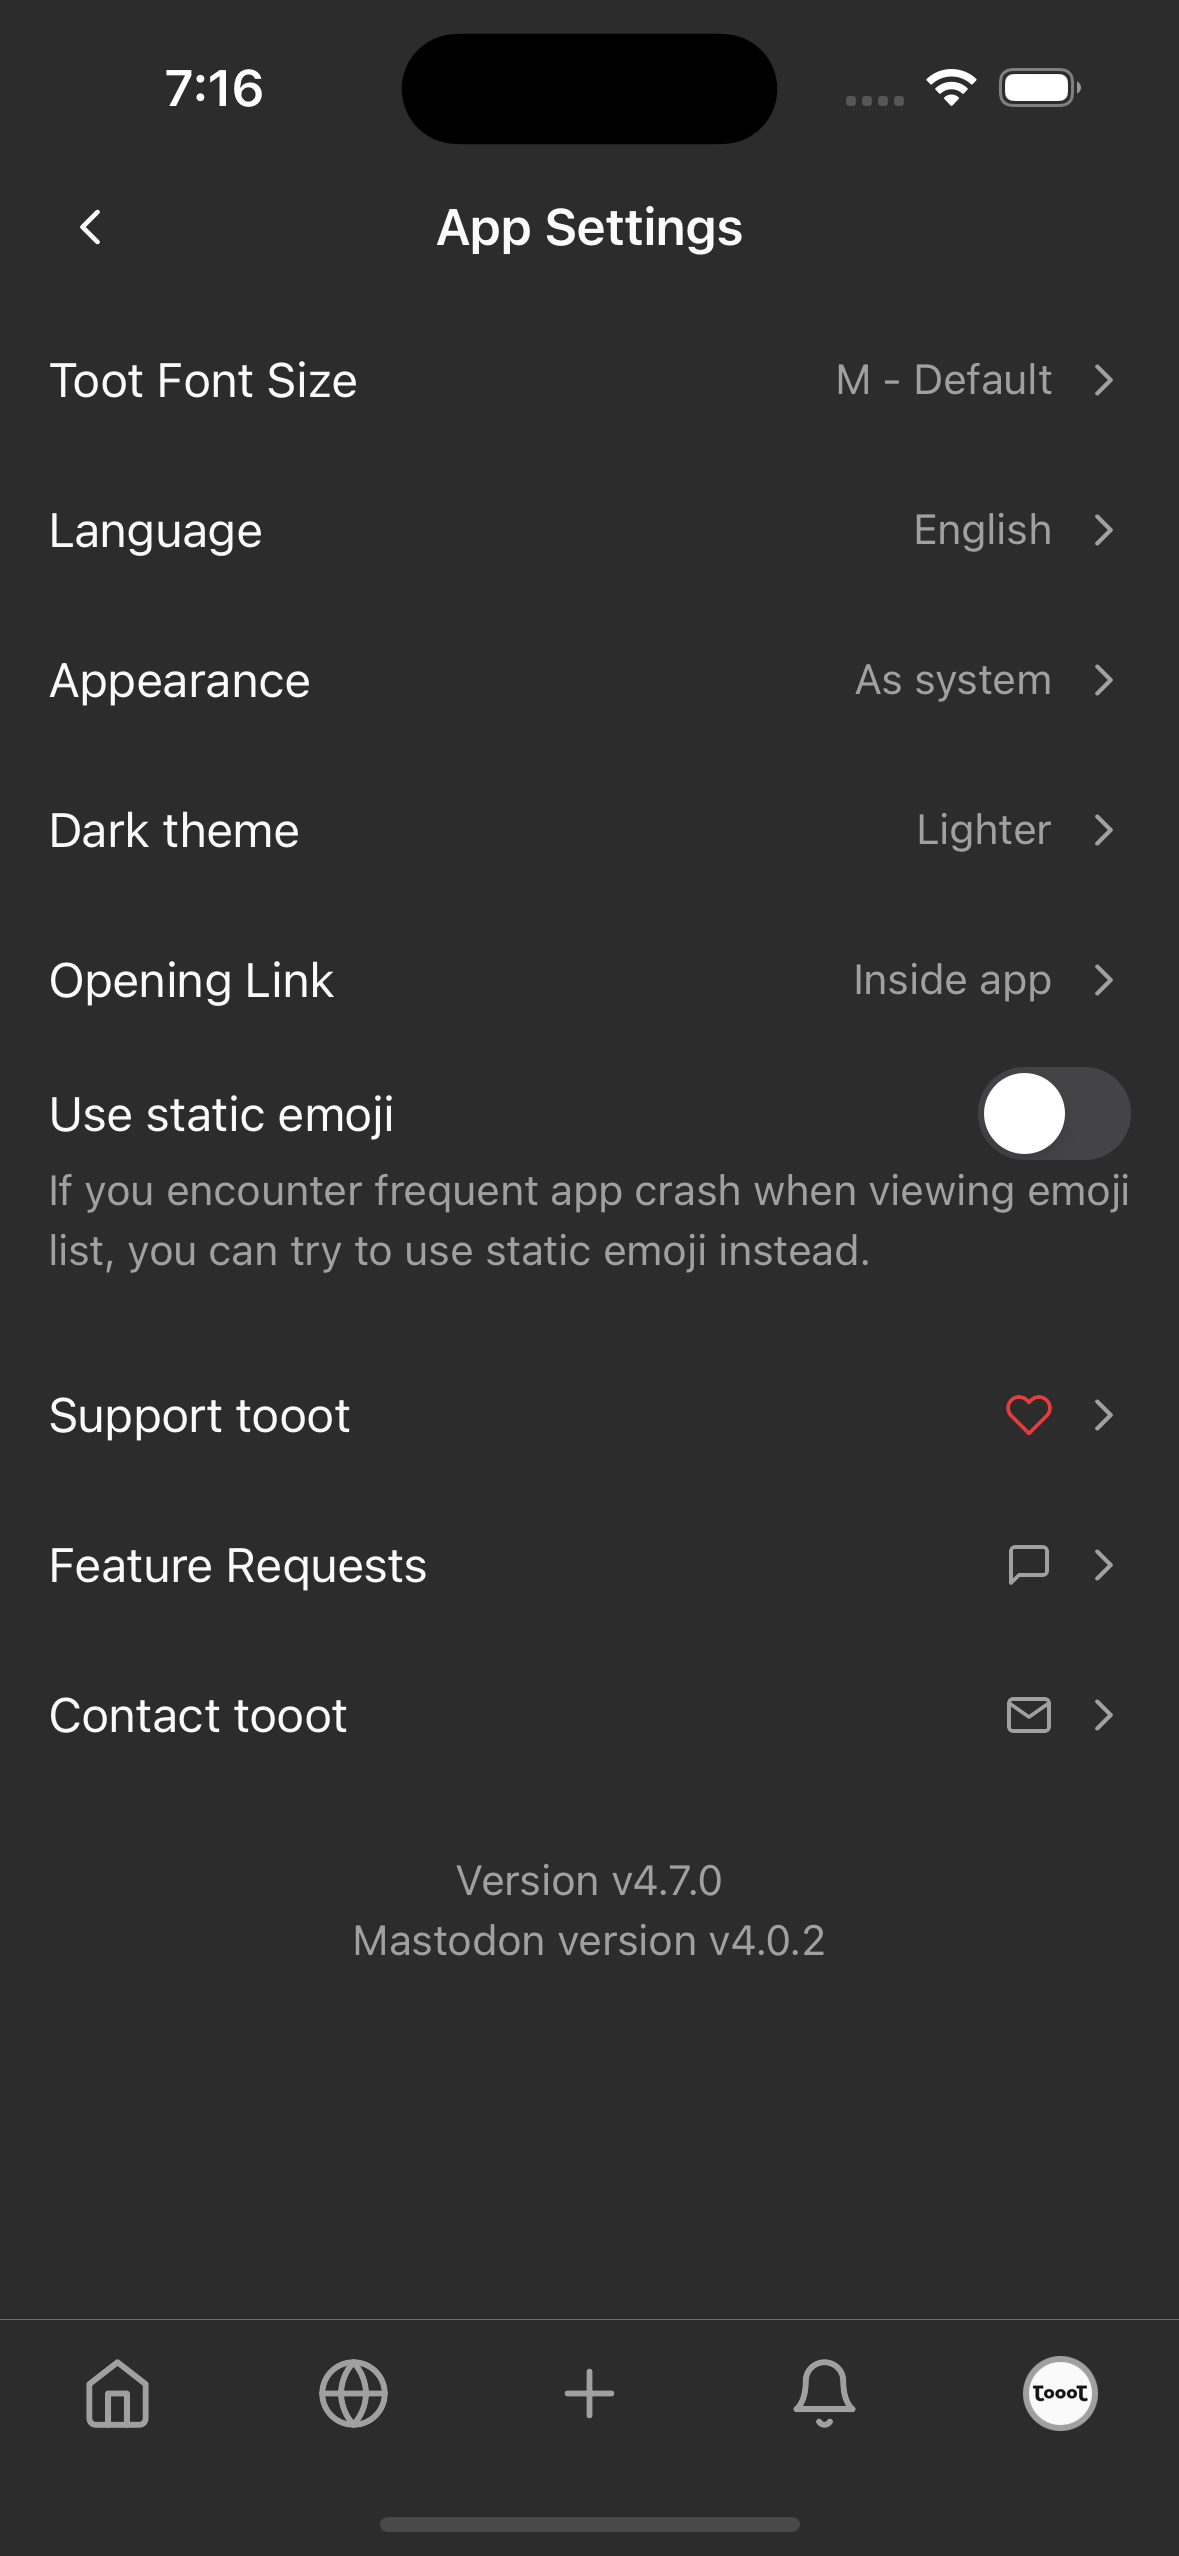 7:16
App Settings
Toot Font Size M - Default
Language English
Appearance As system
Dark theme Lighter
Opening Link Inside app
Use static emoji
If you encounter frequent app crash when viewing emoji
list, you can try to use static emoji instead.
Support tooot
Feature Requests
Contact tooot
Version v4.7.0
Mastodon version v4.0.2
tooot